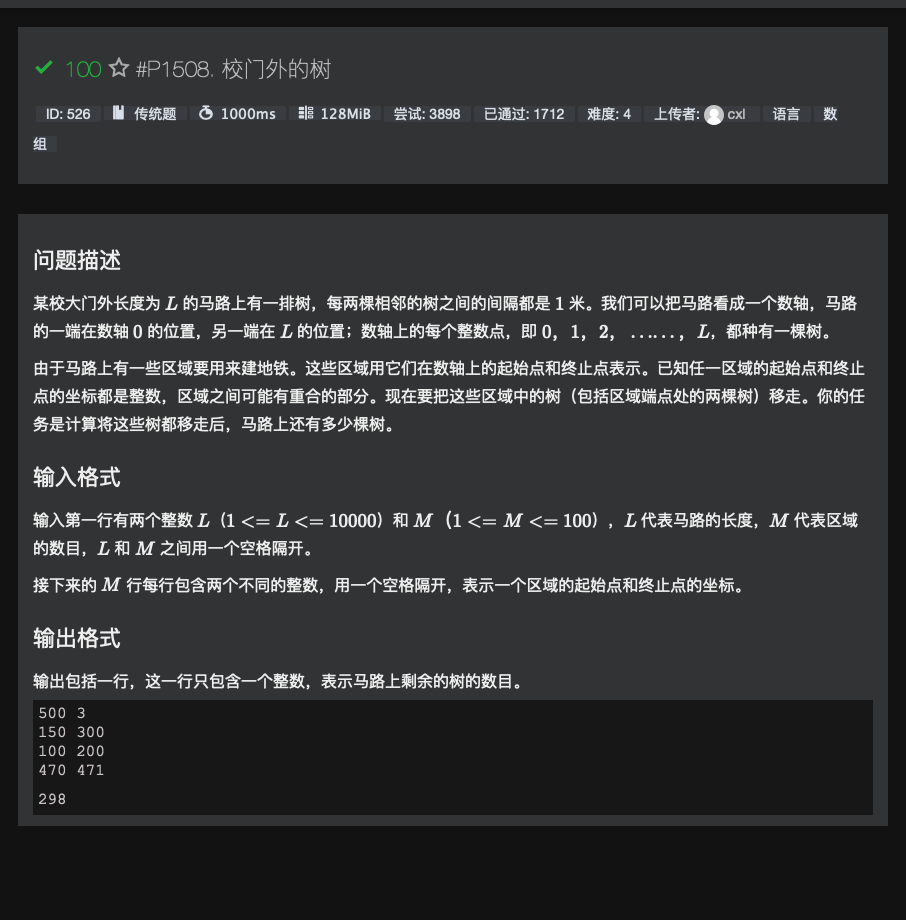 100 #P1508. 校门外的树
ID: 526 传统题 1000ms 128MiB 尝试: 3898 已通过: 1712 难度: 4 上传者: cxl 语言 数
组
问题描述
某校大门外长度为 L 的马路上有一排树，每两棵相邻的树之间的间隔都是 1 米。我们可以把马路看成一个数轴，马路
的一端在数轴 0 的位置，另一端在 L 的位置；数轴上的每个整数点，即 0，1，2，……，L，都种有一棵树。
由于马路上有一些区域要用来建地铁。这些区域用它们在数轴上的起始点和终止点表示。已知任一区域的起始点和终止
点的坐标都是整数，区域之间可能有重合的部分。现在要把这些区域中的树（包括区域端点处的两棵树）移走。你的任
务是计算将这些树都移走后，马路上还有多少棵树。
输入格式
输入第一行有两个整数 L（1 <= L <= 10000）和 M（1 <= M <= 100），L 代表马路的长度，M 代表区域
的数目，L 和 M 之间用一个空格隔开。
接下来的 M 行每行包含两个不同的整数，用一个空格隔开，表示一个区域的起始点和终止点的坐标。
输出格式
输出包括一行，这一行只包含一个整数，表示马路上剩余的树的数目。
500 3
150 300
100 200
470 471
298